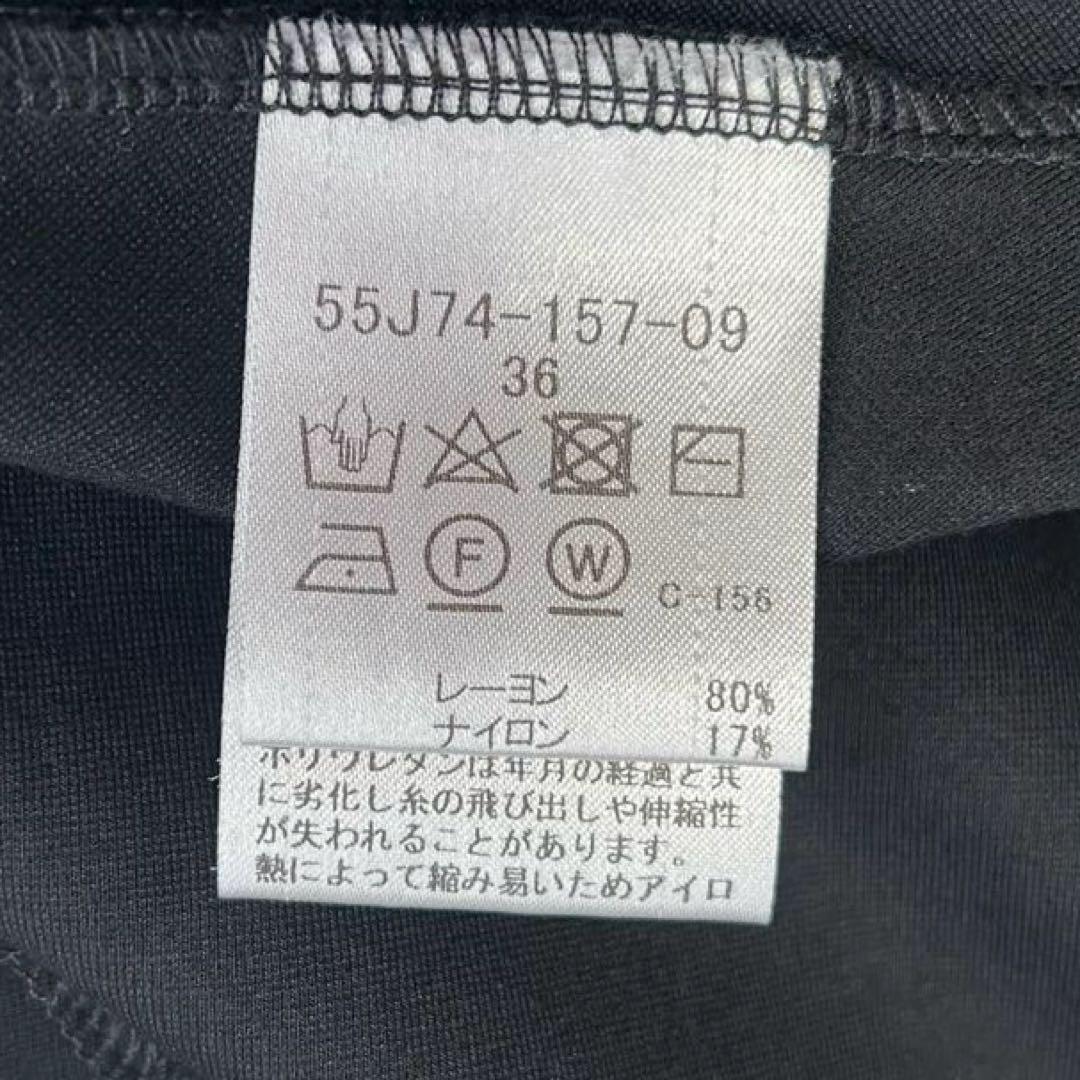 55J74-157-09
36
F W C-156
レーヨン 80%
ナイロン 17%
ポリウレタンは年月の経過と共
に劣化し糸の飛び出しや伸縮性
が失われることがあります。
熱によって縮み易いためアイロ